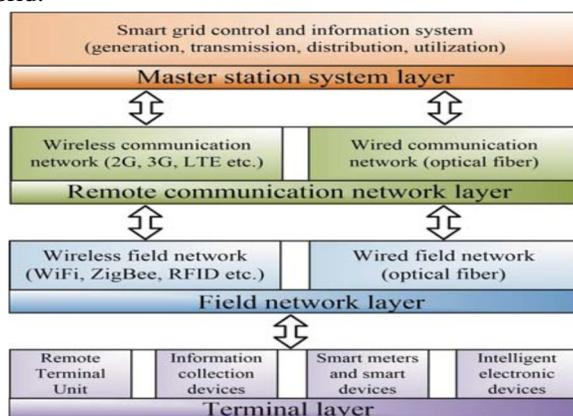 Smart grid control and information system
(generation, transmission, distribution, utilization)
Master station system layer
Wireless communication
network (2G, 3G, LTE etc.)
Wired communication
network (optical fiber)
Remote communication network layer
Wireless field network
(WiFi, ZigBee, RFID etc.)
Wired field network
(optical fiber)
Field network layer
Remote
Terminal
Unit
Information
collection
devices
Smart meters
and smart
devices
Intelligent
electronic
devices
Terminal layer